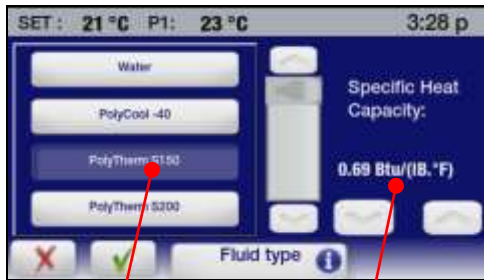 SET: 21 °C P1: 23 °C 3:28 p
Water
PolyCool -40
PolyTherm S150
PolyTherm S200
Specific Heat
Capacity:
0.69 Btu/(lB.°F)
Fluid type